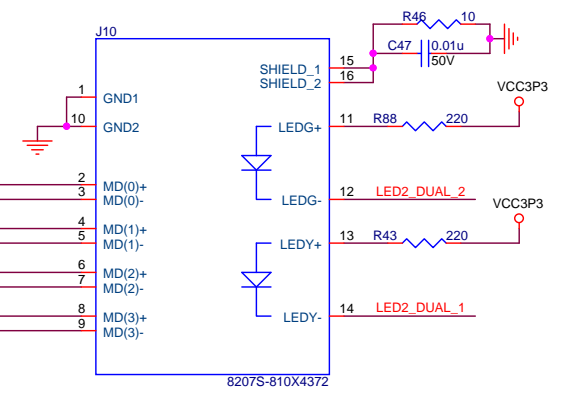 R46 10
J10
C47 0.01u
50V
15 SHIELD_1
16 SHIELD_2
VCC3P3
1 GND1
10 GND2
LEDG+ 11 R88 220
2 MD(0)+
3 MD(0)-
LEDG- 12 LED2_DUAL_2
VCC3P3
4 MD(1)+
5 MD(1)-
LEDY+ 13 R43 220
6 MD(2)+
7 MD(2)-
8 MD(3)+
9 MD(3)-
LEDY- 14 LED2_DUAL_1
8207S-810X4372